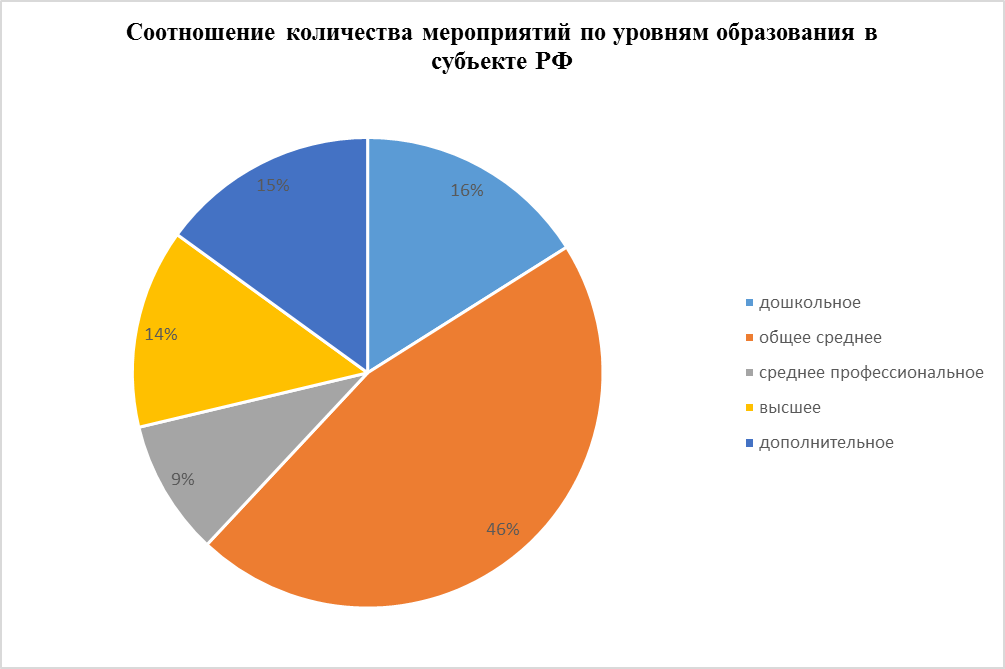 Соотношение количества мероприятий по уровням образования в
субъекте РФ
15%
16%
14%
9%
46%
дошкольное
общее среднее
среднее профессиональное
высшее
дополнительное